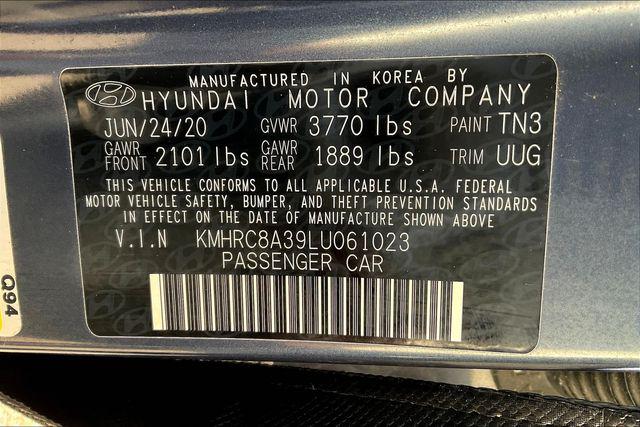 MANUFACTURED IN KOREA BY
HYUNDAI MOTOR COMPANY
JUN/24/20 GVWR 3770 lbs PAINT TN3
GAWR FRONT 2101 lbs GAWR REAR 1889 lbs TRIM UUG
THIS VEHICLE CONFORMS TO ALL APPLICABLE U.S.A. FEDERAL
MOTOR VEHICLE SAFETY, BUMPER, AND THEFT PREVENTION STANDARDS
IN EFFECT ON THE DATE OF MANUFACTURE SHOWN ABOVE
V.I.N KMHRC8A39LU061023
PASSENGER CAR
Q94